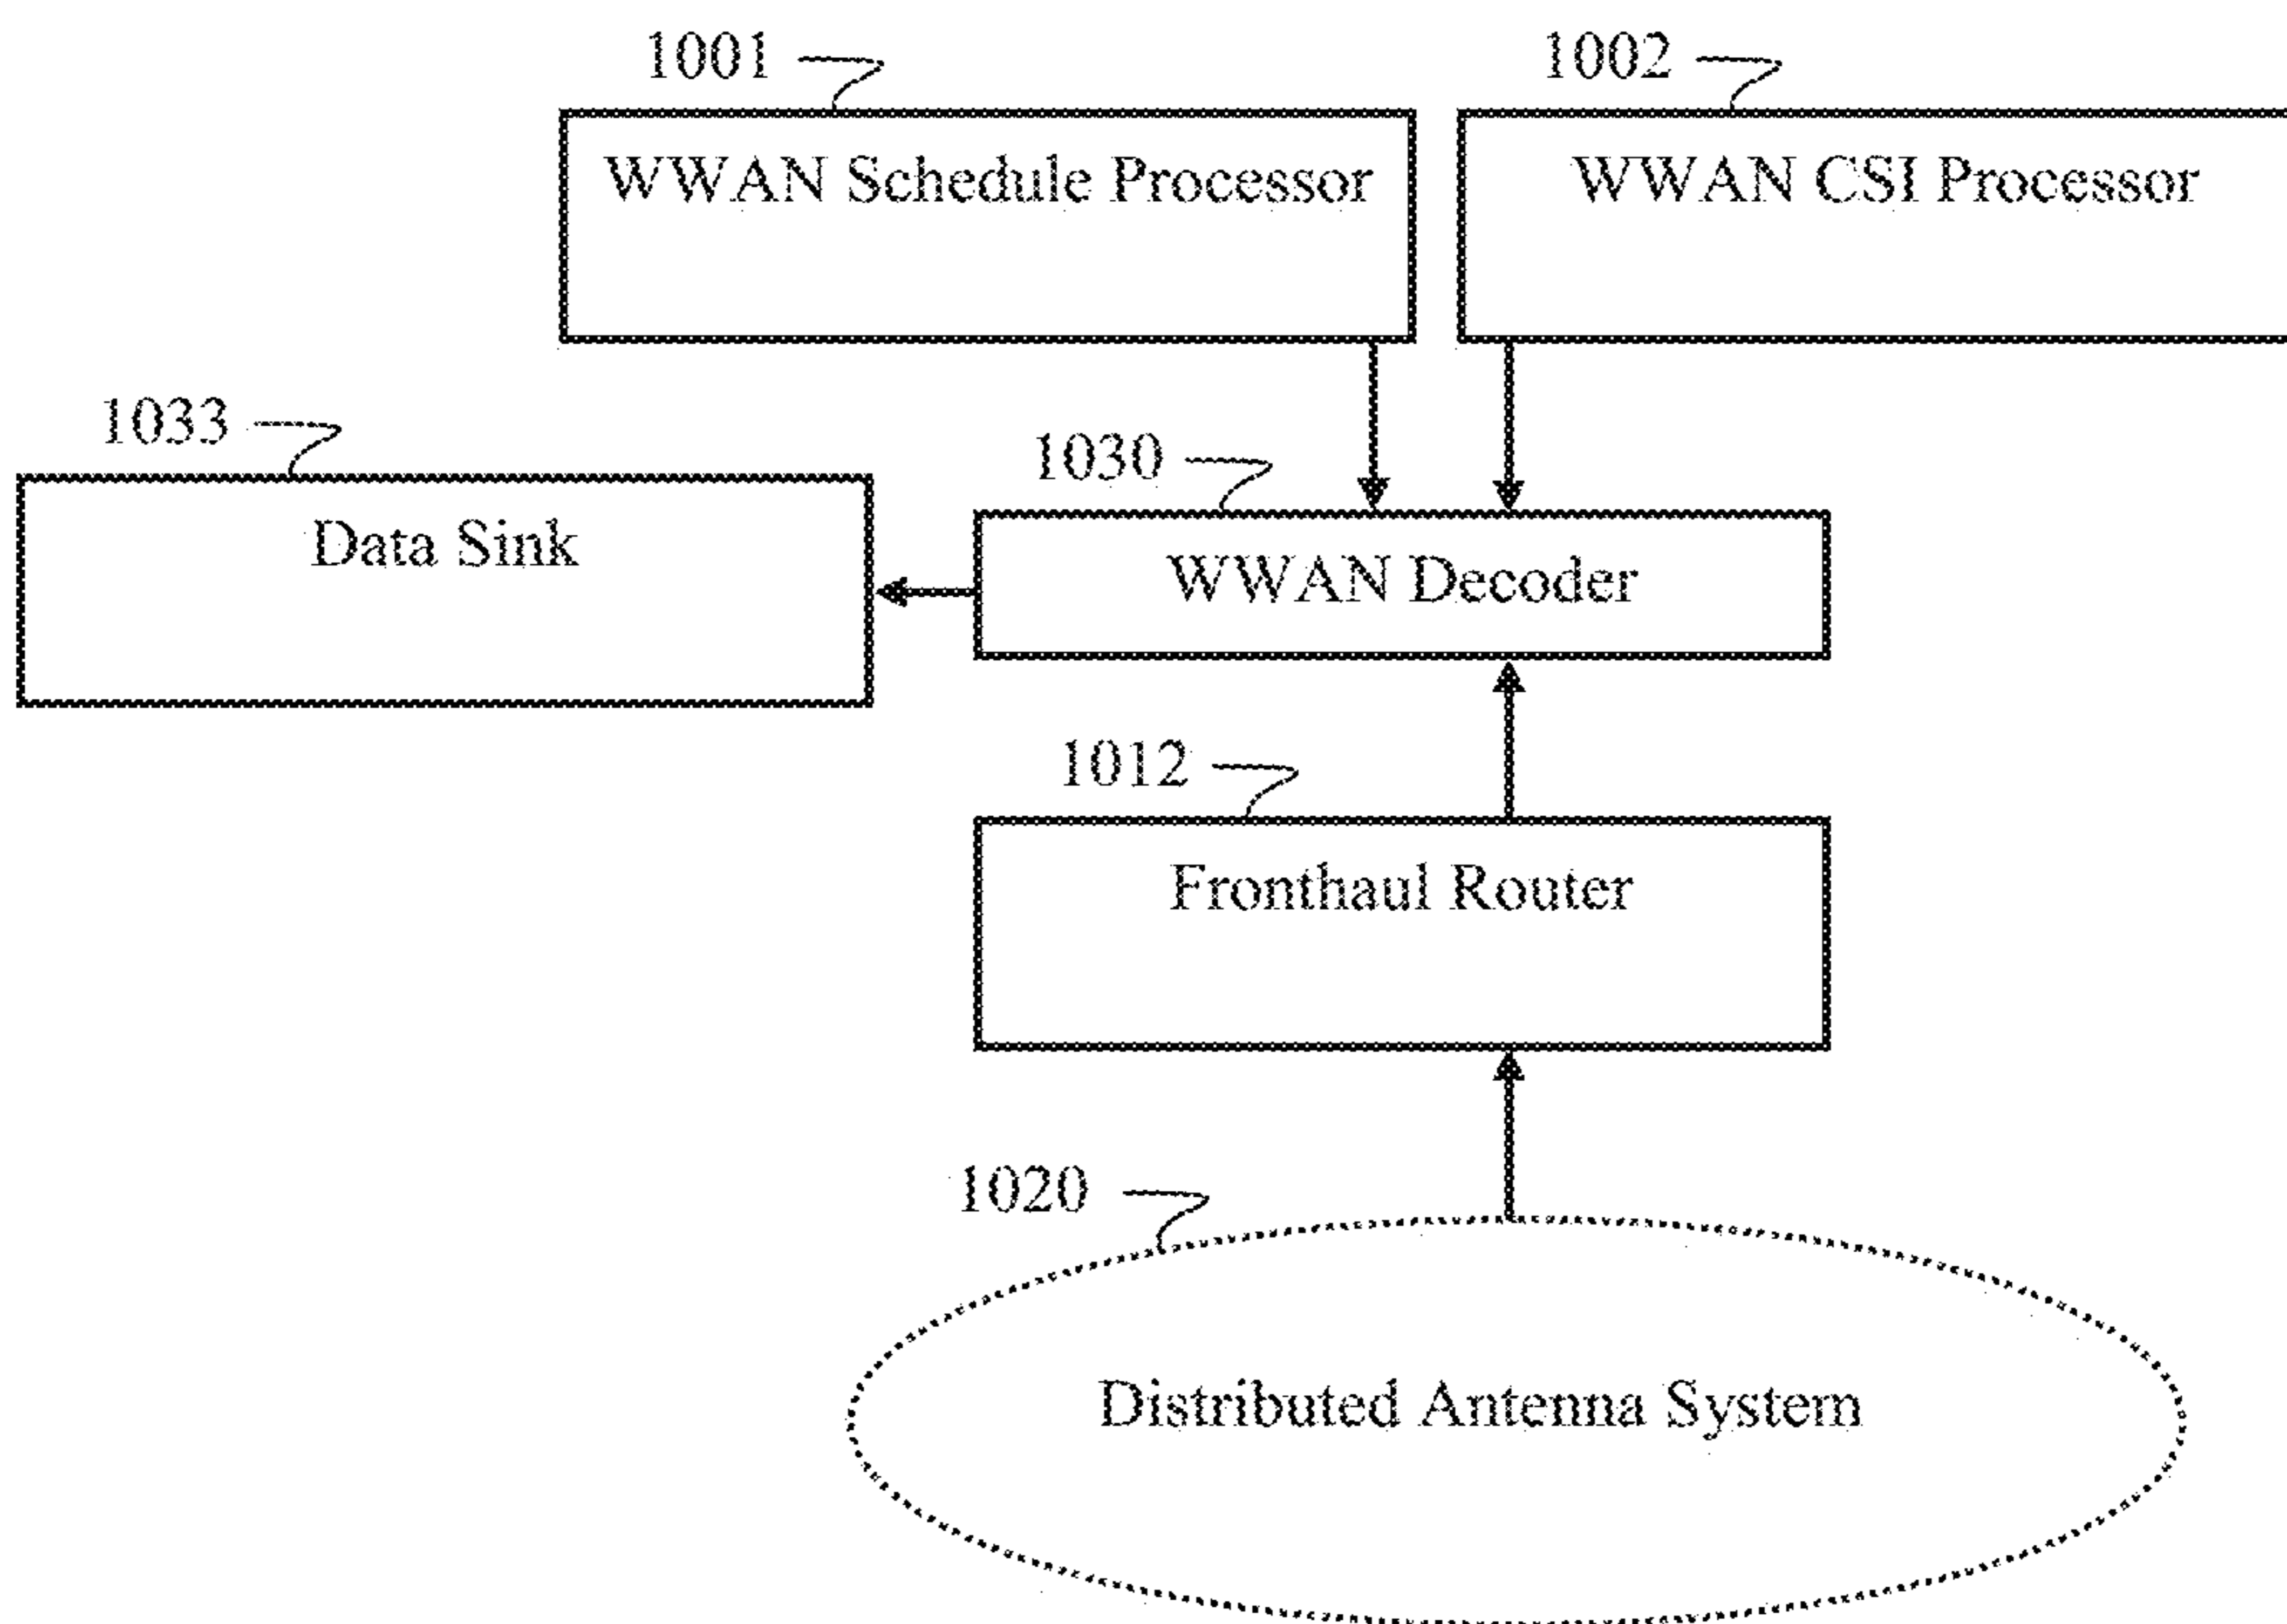 1001
1002
WWAN Schedule Processor
WWAN CSI Processor
1033
1030
Data Sink
WWAN Decoder
1012
Fronthaul Router
1020
Distributed Antenna System